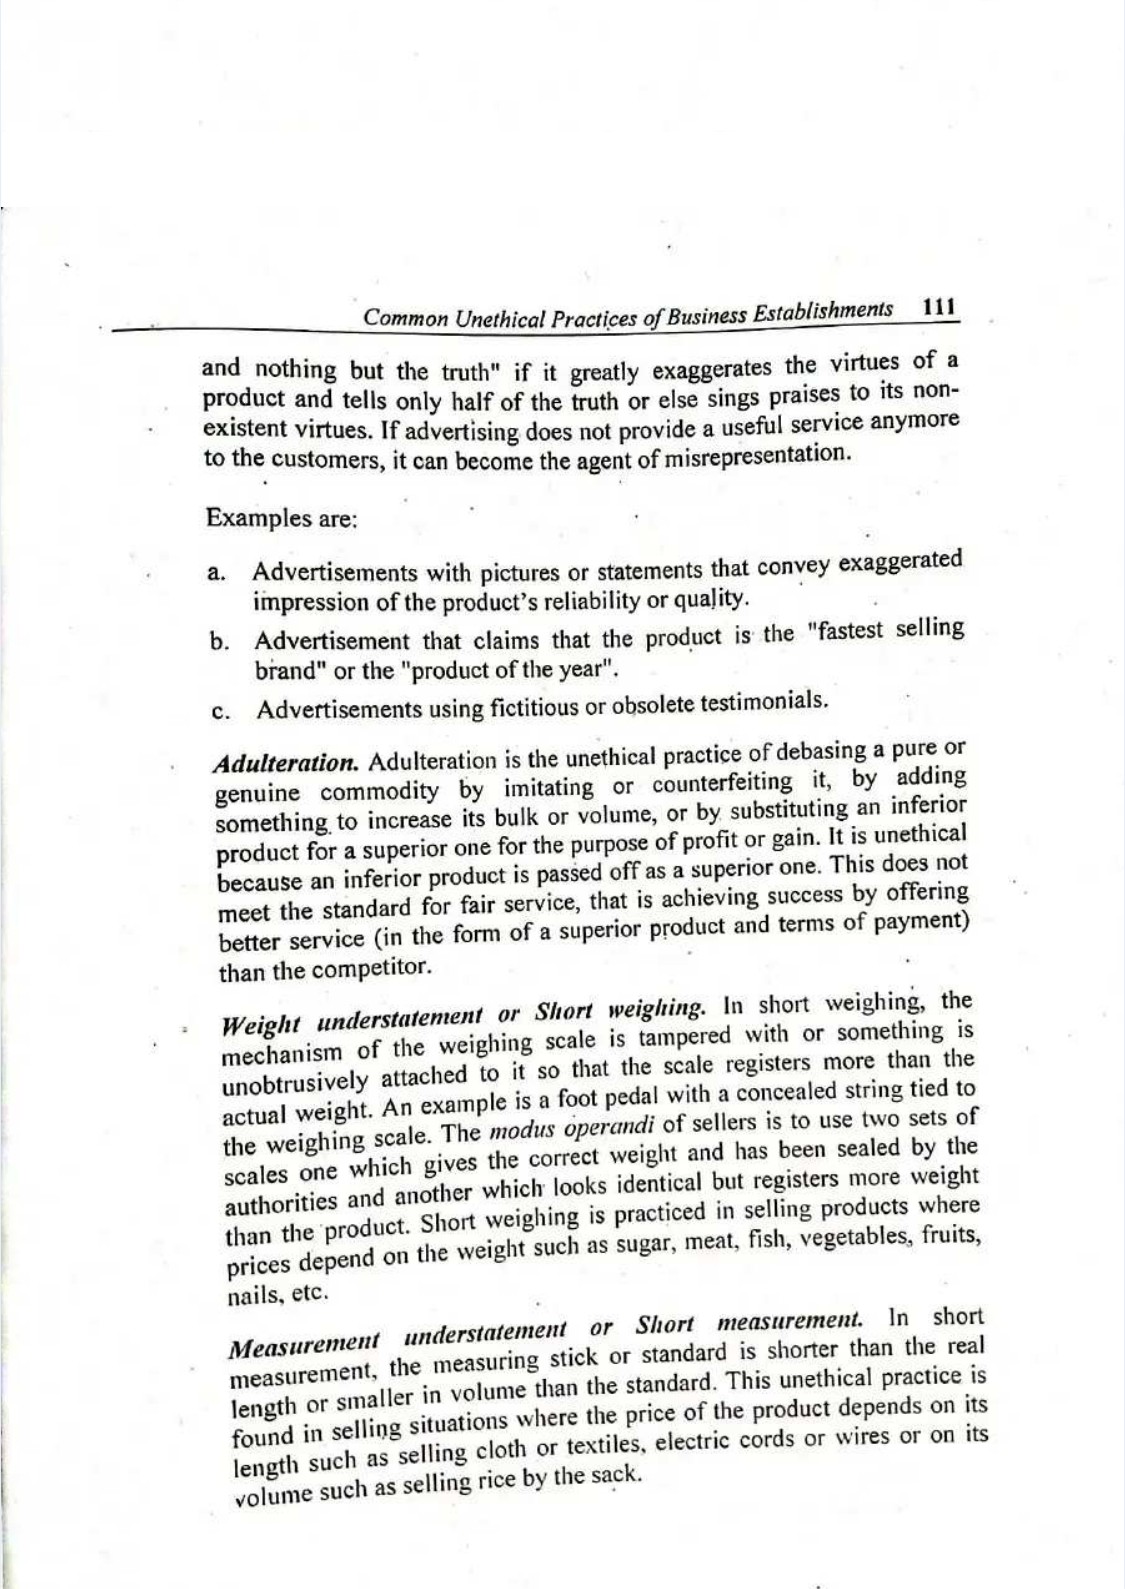 Common Unethical Practices of Business Establishments 111
and nothing but the truth" if it greatly exaggerates the virtues of a
product and tells only half of the truth or else sings praises to its non-
existent virtues. If advertising does not provide a useful service anymore
to the customers, it can become the agent of misrepresentation.
Examples are:
a. Advertisements with pictures or statements that convey exaggerated
impression of the product's reliability or quality.
b. Advertisement that claims that the product is the "fastest selling
brand" or the "product of the year".
c. Advertisements using fictitious or obsolete testimonials.
Adulteration. Adulteration is the unethical practice of debasing a pure or
genuine commodity by imitating or counterfeiting it, by adding
something to increase its bulk or volume, or by substituting an inferior
product for a superior one for the purpose of profit or gain. It is unethical
because an inferior product is passed off as a superior one. This does not
meet the standard for fair service, that is achieving success by offering
better service (in the form of a superior product and terms of payment)
than the competitor.
Weight understatement or Short weighing. In short weighing, the
mechanism of the weighing scale is tampered with or something is
unobtrusively attached to it so that the scale registers more than the
actual weight. An example is a foot pedal with a concealed string tied to
the weighing scale. The modus operandi of sellers is to use two sets of
scales one which gives the correct weight and has been sealed by the
authorities and another which looks identical but registers more weight
than the product. Short weighing is practiced in selling products where
prices depend on the weight such as sugar, meat, fish, vegetables, fruits,
nails, etc.
Measurement understatement or Short measurement. In short
measurement, the measuring stick or standard is shorter than the real
length or smaller in volume than the standard. This unethical practice is
found in selling situations where the price of the product depends on its
length such as selling cloth or textiles, electric cords or wires or on its
volume such as selling rice by the sack.